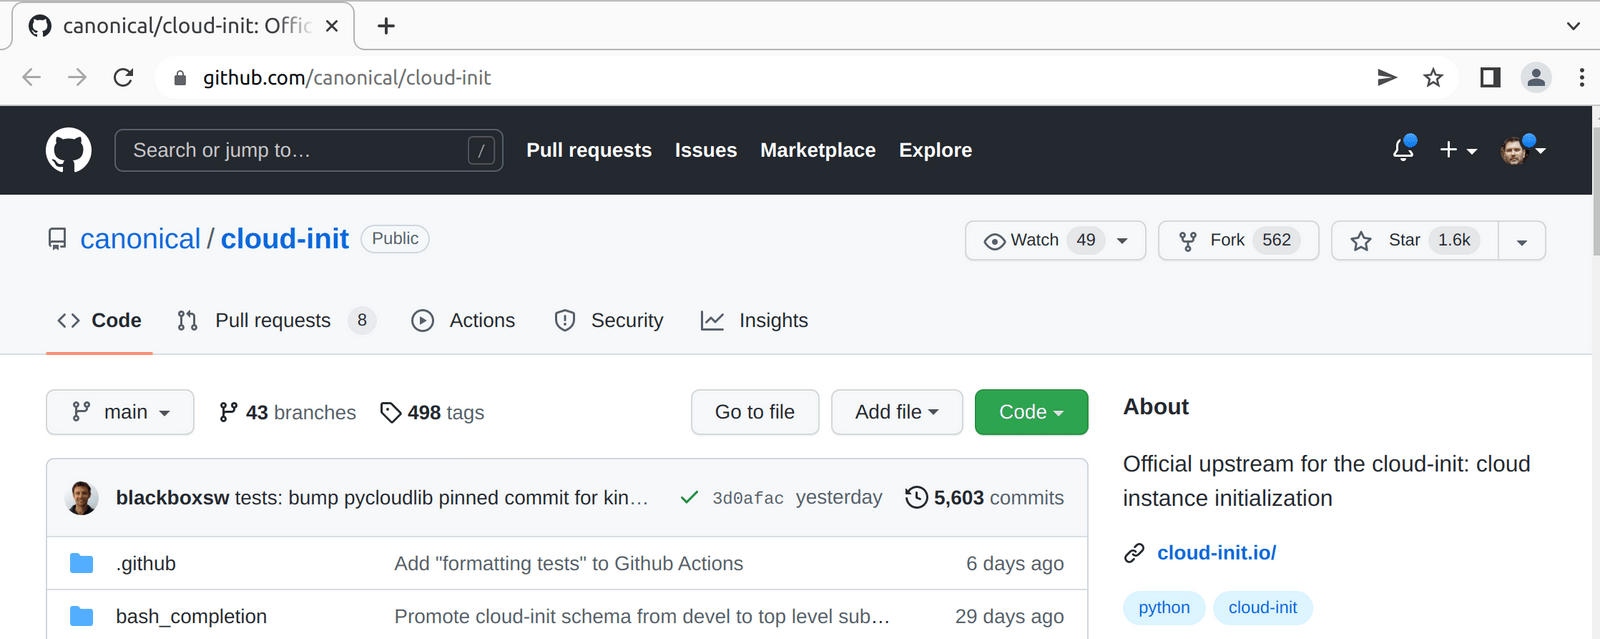 canonical/cloud-init: Offic
github.com/canonical/cloud-init
Search or jump to… / Pull requests Issues Marketplace Explore
canonical / cloud-init Public Watch 49 Fork 562 Star 1.6k
Code Pull requests 8 Actions Security Insights
main 43 branches 498 tags Go to file Add file Code
blackboxsw tests: bump pycloudlib pinned commit for kin… 3d0afac yesterday 5,603 commits
.github Add "formatting tests" to Github Actions 6 days ago
bash_completion Promote cloud-init schema from devel to top level sub… 29 days ago
About
Official upstream for the cloud-init: cloud
instance initialization
cloud-init.io/
python cloud-init